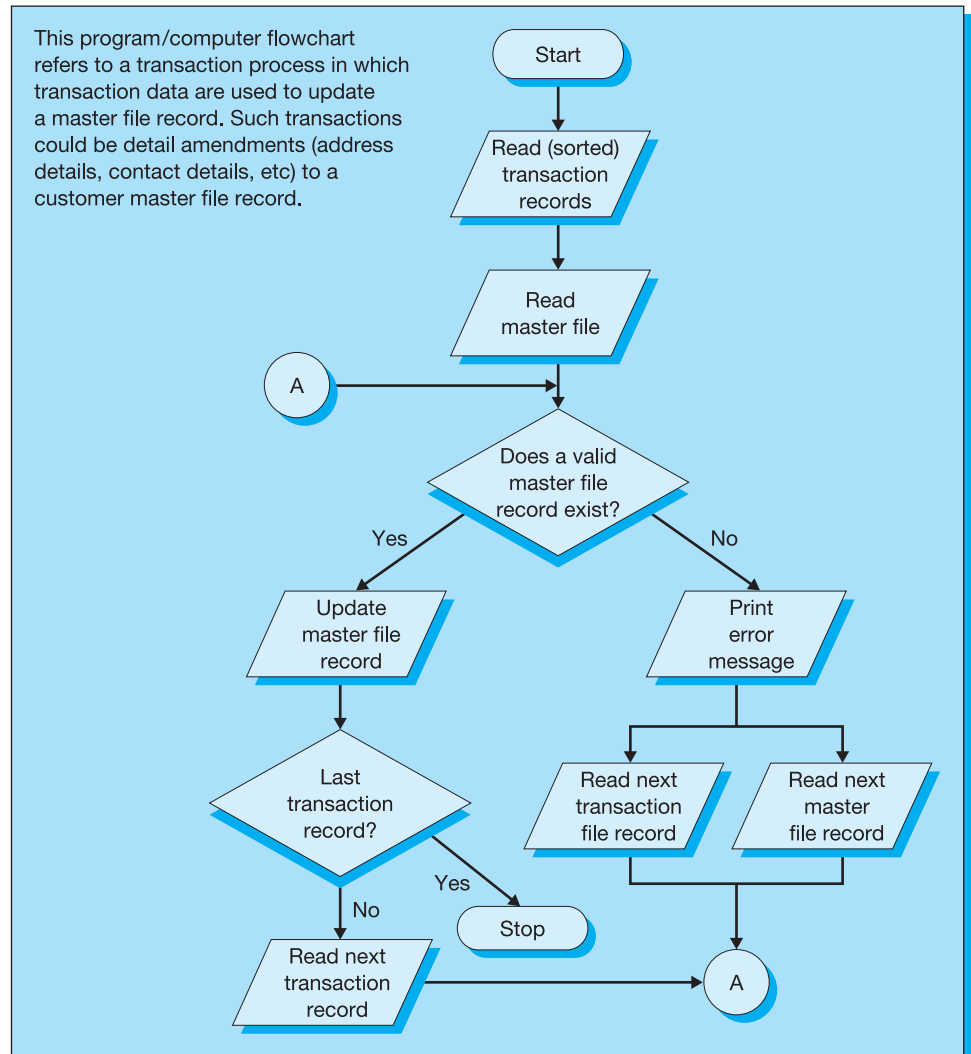 This program/computer flowchart
refers to a transaction process in which
transaction data are used to update
a master file record. Such transactions
could be detail amendments (address
details, contact details, etc) to a
customer master file record.
Start
Read (sorted)
transaction
records
Read
master file
A
Does a valid
master file
record exist?
Yes
No
Update
master file
record
Print
error
message
Last
transaction
record?
Read next
transaction
file record
Read next
master
file record
Yes
No
Stop
Read next
transaction
record
A